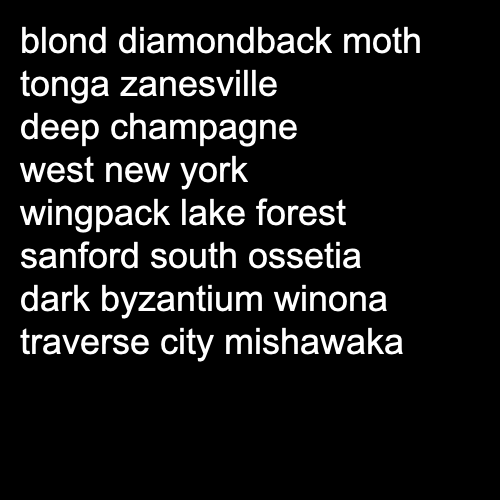 blond diamondback moth
tonga zanesville
deep champagne
west new york
wingpack lake forest
sanford south ossetia
dark byzantium winona
traverse city mishawaka